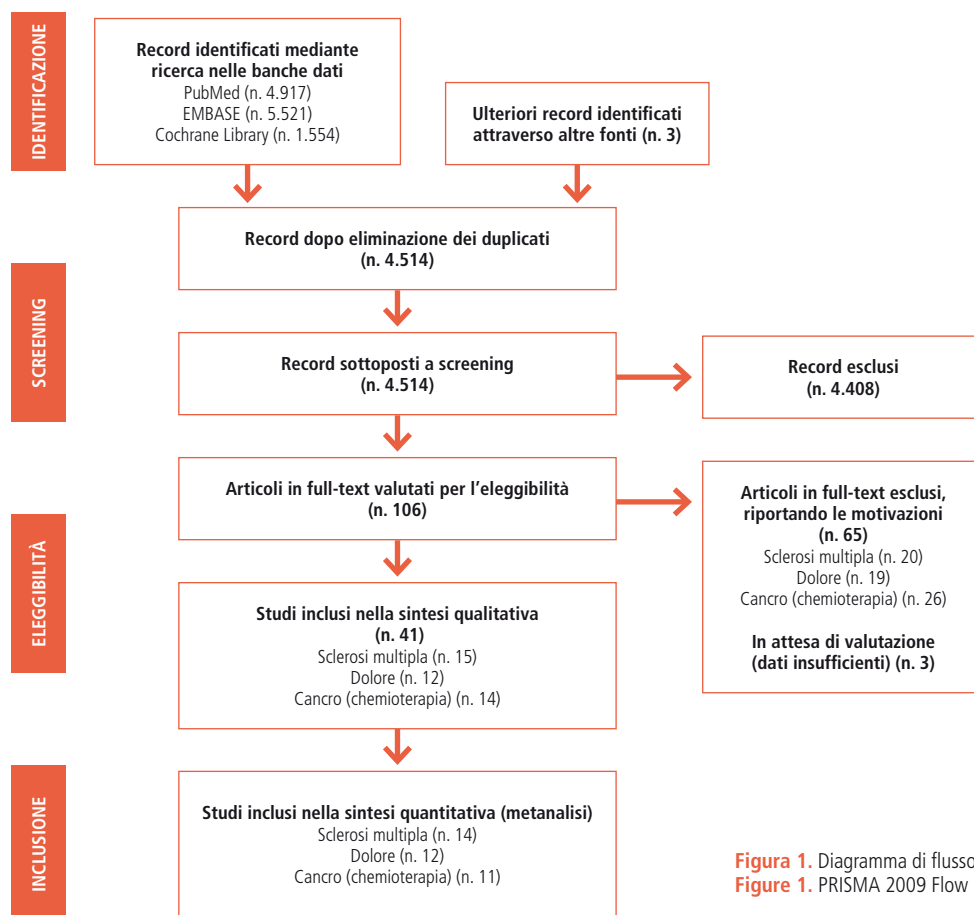 IDENTIFICAZIONE
Record identificati mediante
ricerca nelle banche dati
PubMed (n. 4.917)
EMBASE (n. 5.521)
Cochrane Library (n. 1.554)
Ulteriori record identificati
attraverso altre fonti (n. 3)
Record dopo eliminazione dei duplicati
(n. 4.514)
SCREENING
Record sottoposti a screening
(n. 4.514)
Record esclusi
(n. 4.408)
ELEGGIBILITÀ
Articoli in full-text valutati per l'eleggibilità
(n. 106)
Articoli in full-text esclusi,
riportando le motivazioni
(n. 65)
Sclerosi multipla (n. 20)
Dolore (n. 19)
Cancro (chemioterapia) (n. 26)
In attesa di valutazione
(dati insufficienti) (n. 3)
Studi inclusi nella sintesi qualitativa
(n. 41)
Sclerosi multipla (n. 15)
Dolore (n. 12)
Cancro (chemioterapia) (n. 14)
INCLUSIONE
Studi inclusi nella sintesi quantitativa (metanalisi)
Sclerosi multipla (n. 14)
Dolore (n. 12)
Cancro (chemioterapia) (n. 11)
Figura 1. Diagramma di flusso
Figure 1. PRISMA 2009 Flow